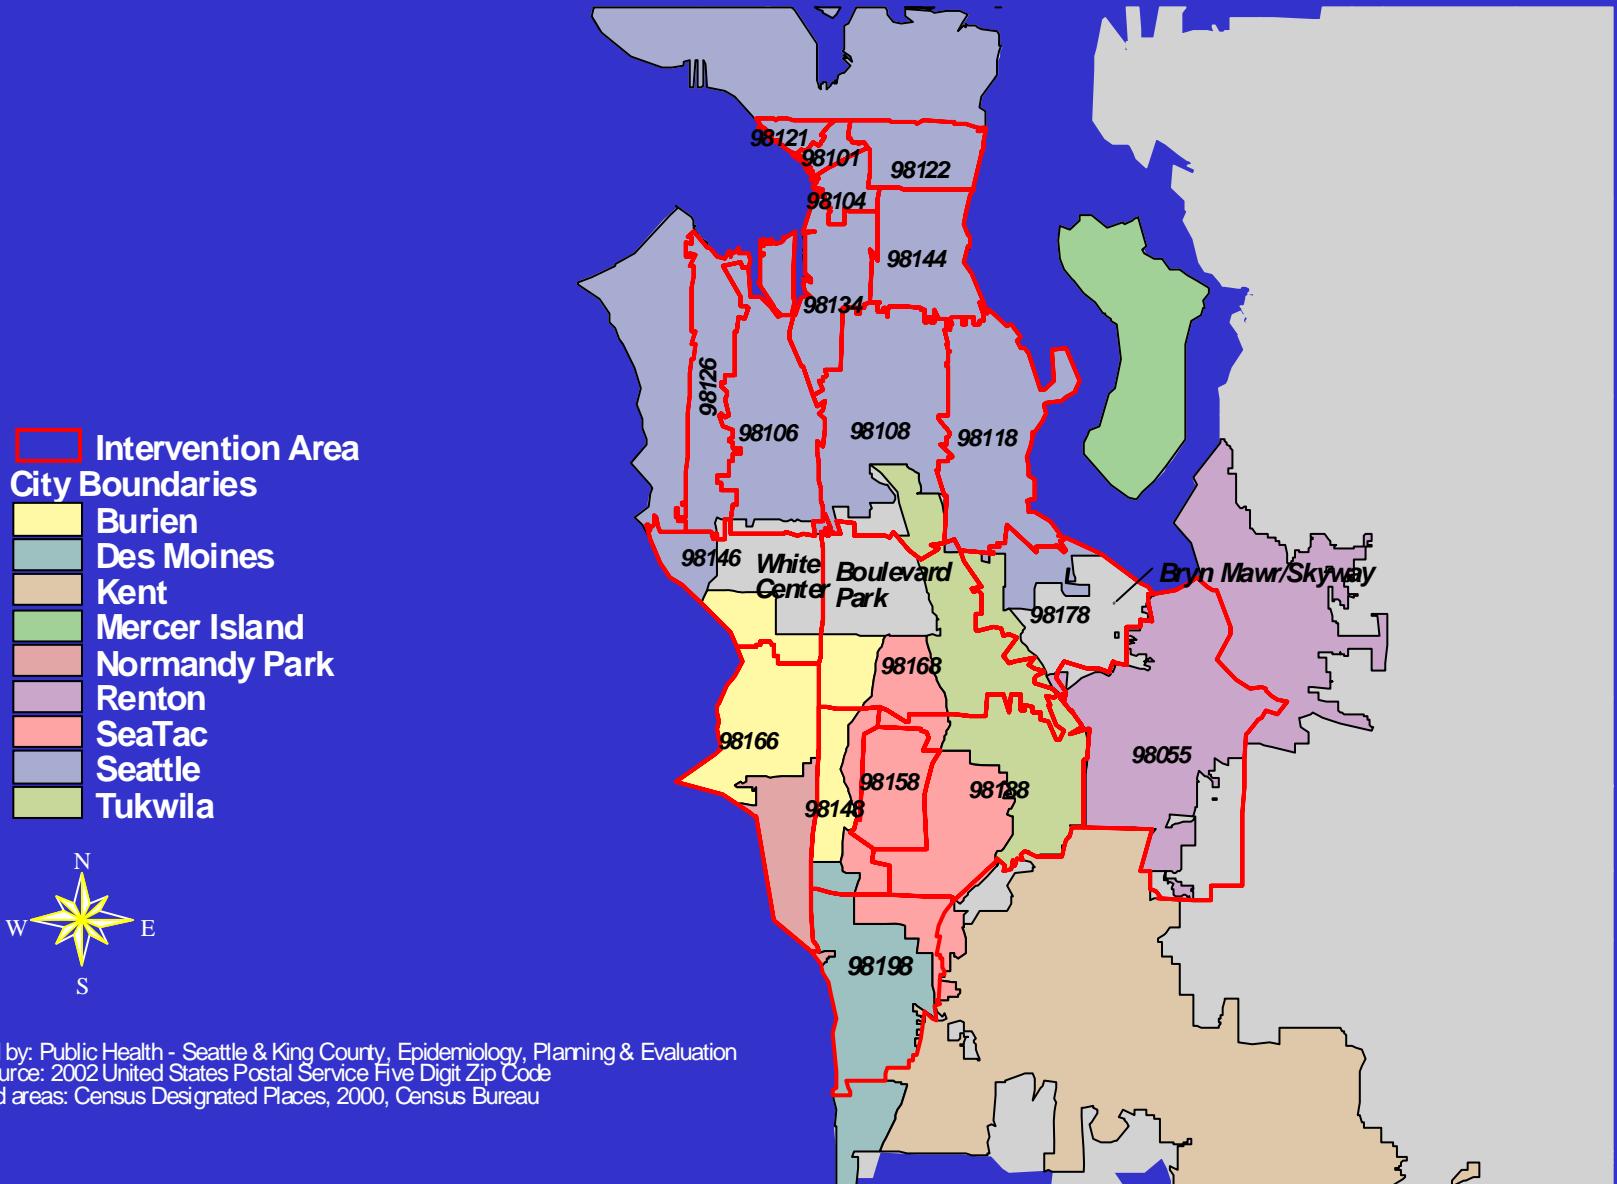 98121
98101
98122
98104
98144
98134
98126
98106
98108
98118
Intervention Area
City Boundaries
Burien
Des Moines
Kent
Mercer Island
Normandy Park
Renton
SeaTac
Seattle
Tukwila
98146
White
Center
Boulevard
Park
Bryn Mawr/Skyway
98178
98168
98166
98158
98148
98188
98055
98198
N
W
E
S
by: Public Health - Seattle & King County, Epidemiology, Planning & Evaluation
2002 United States Postal Service Five Digit Zip Code
areas: Census Designated Places, 2000, Census Bureau